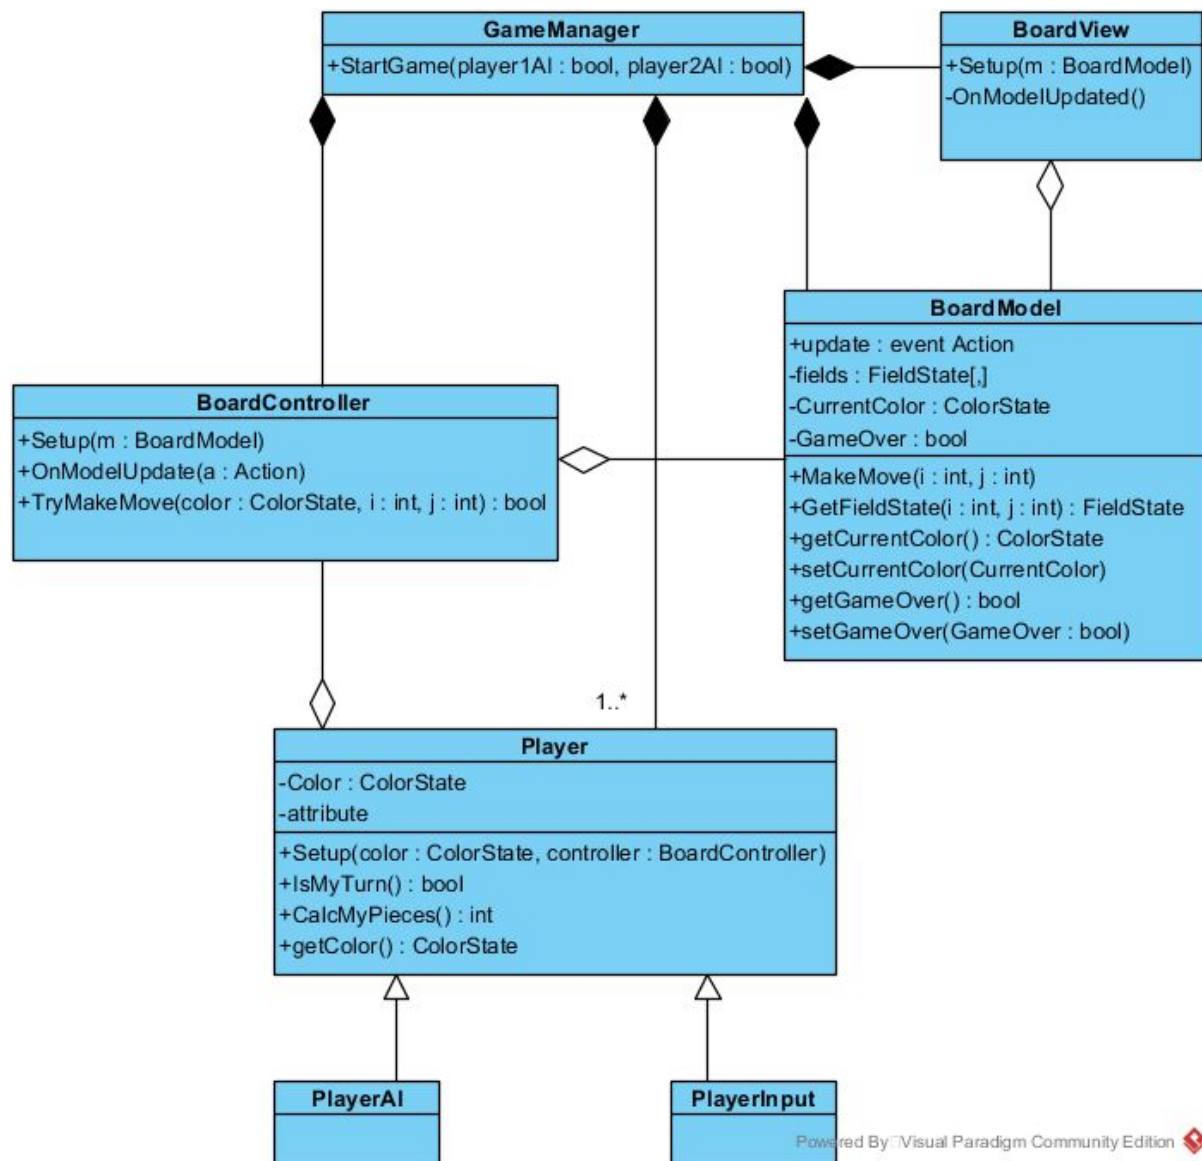 GameManager
+StartGame(player1AI : bool, player2AI : bool)
BoardView
+Setup(m : BoardModel)
-OnModelUpdated()
BoardModel
+update : event Action
-fields : FieldState[,]
-CurrentColor : ColorState
-GameOver : bool
+MakeMove(i : int, j : int)
+GetFieldState(i : int, j : int) : FieldState
+getCurrentColor() : ColorState
+setCurrentColor(CurrentColor)
+getGameOver() : bool
+setGameOver(GameOver : bool)
BoardController
+Setup(m : BoardModel)
+OnModelUpdate(a : Action)
+TryMakeMove(color : ColorState, i : int, j : int) : bool
1..*
Player
-Color : ColorState
-attribute
+Setup(color : ColorState, controller : BoardController)
+IsMyTurn() : bool
+CalcMyPieces() : int
+getColor() : ColorState
PlayerAI
PlayerInput
Powered By Visual Paradigm Community Edition